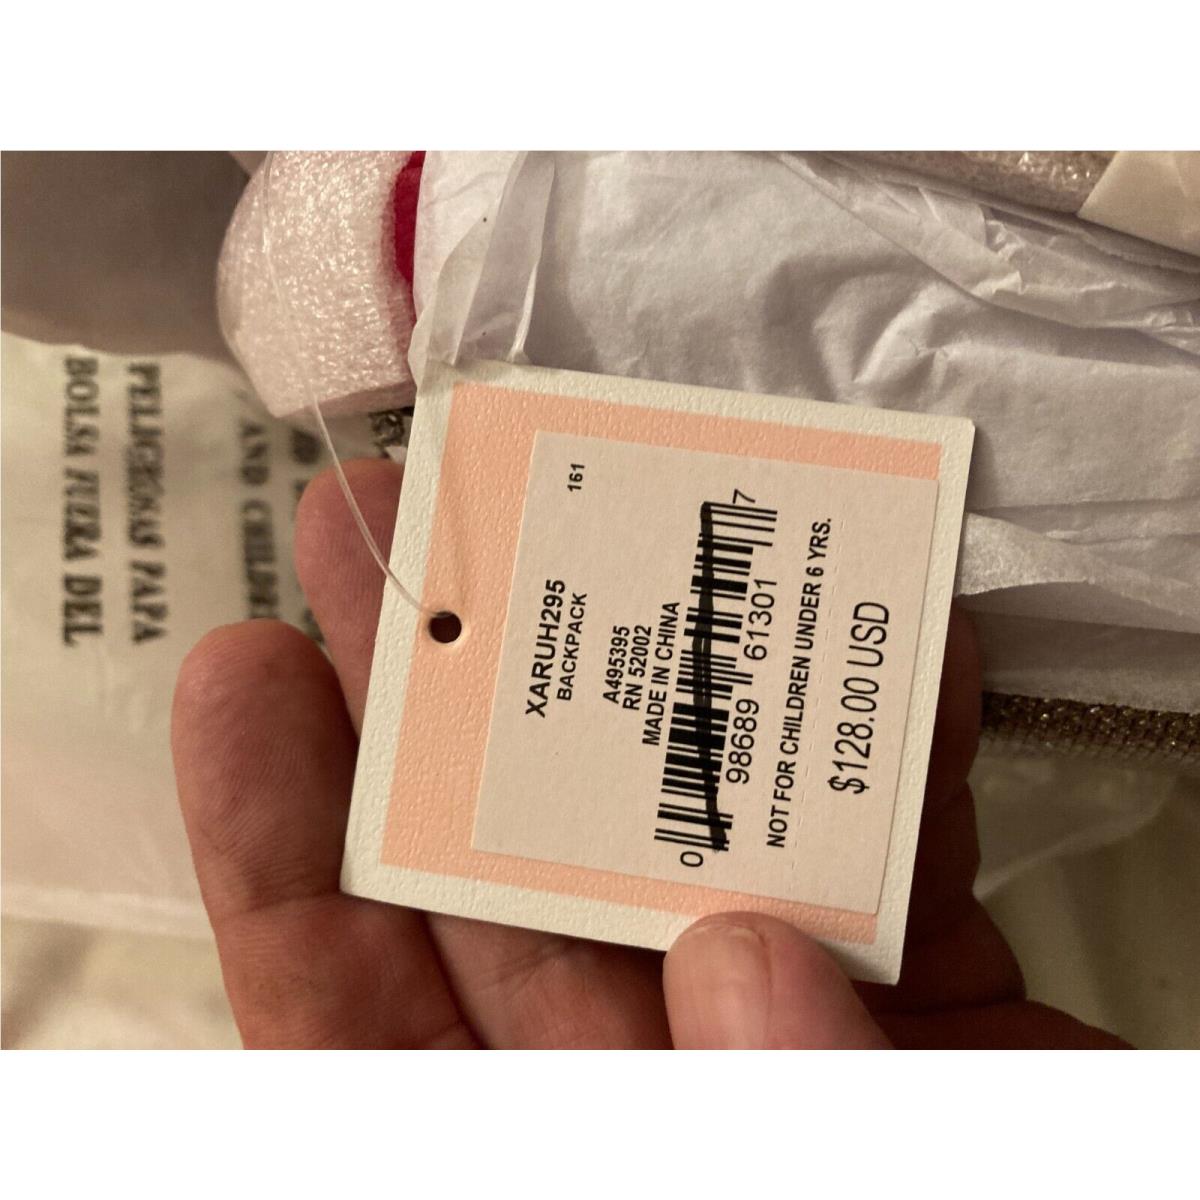 161
XARUH295
BACKPACK
A495395
RN 52002
MADE IN CHINA
0 98689 61301 7
NOT FOR CHILDREN UNDER 6 YRS.
$128.00 USD
AND CHILDRE
PELIGROSAS PARA
BOLSA FUERA DEL